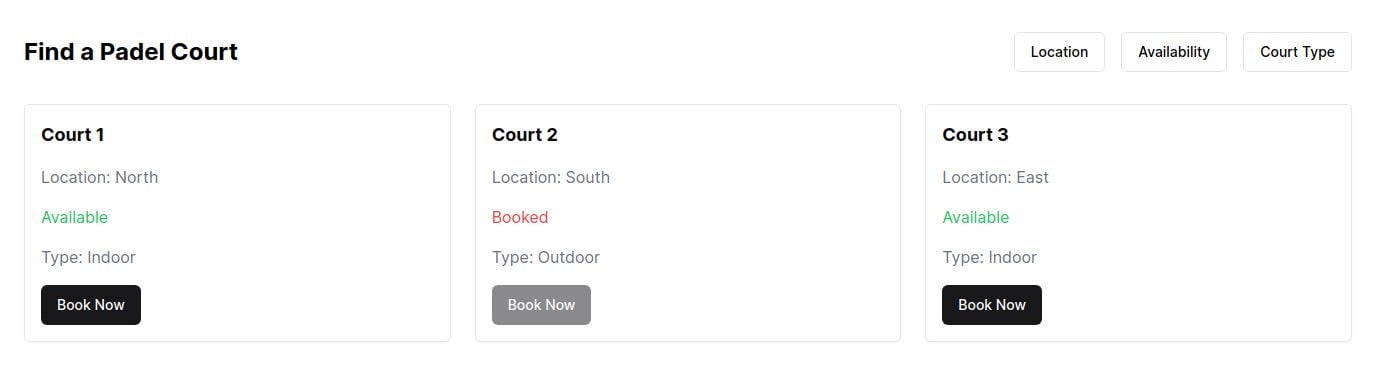 Find a Padel Court
Location
Availability
Court Type
Court 1
Location: North
Available
Type: Indoor
Book Now
Court 2
Location: South
Booked
Type: Outdoor
Book Now
Court 3
Location: East
Available
Type: Indoor
Book Now